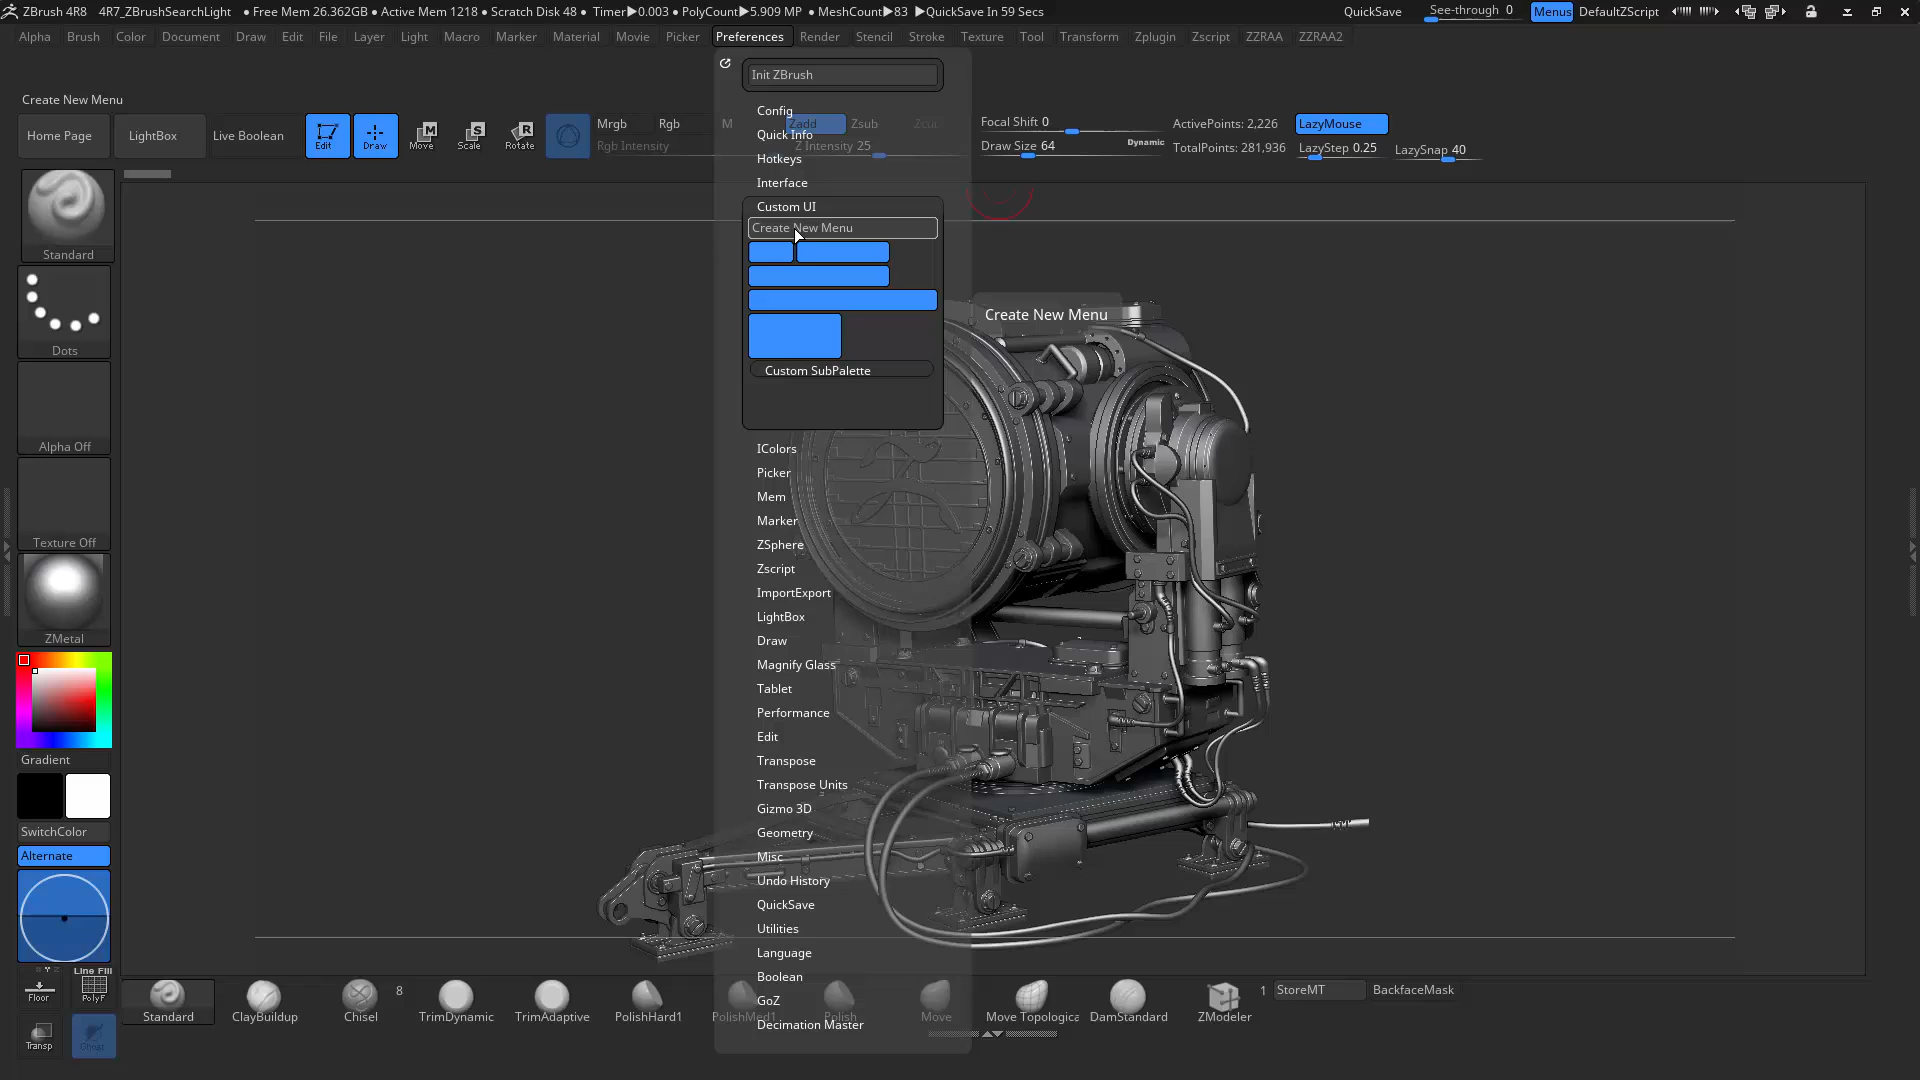 ZBrush 4R8 4R7_ZBrushSearchLight ● Free Mem 26.362GB ● Active Mem 1218 ● Scratch Disk 48 ● Timer▶0.003 ● PolyCount▶5.909 MP ● MeshCount▶83 ▶QuickSave In 59 Secs QuickSave See-through 0 Menus DefaultZScript
Alpha Brush Color Document Draw Edit File Layer Light Macro Marker Material Movie Picker Preferences Render Stencil Stroke Texture Tool Transform Zplugin Zscript ZZRAA ZZRAA2
Init ZBrush
Create New Menu
Home Page
LightBox
Live Boolean
Edit
Draw
Move
Scale
Rotate
M
S
R
Mrgb Rgb M Zadd Zsub Zcut
Rgb Intensity Z Intensity 25
Focal Shift 0
Draw Size 64
Dynamic
ActivePoints: 2,226
TotalPoints: 281,936
LazyMouse
LazyStep 0.25
LazySnap 40
Config
Quick Info
Hotkeys
Interface
Custom UI
Create New Menu
Custom SubPalette
Create New Menu
IColors
Picker
Mem
Marker
ZSphere
Zscript
ImportExport
LightBox
Draw
Magnify Glass
Tablet
Performance
Edit
Transpose
Transpose Units
Gizmo 3D
Geometry
Misc
Undo History
QuickSave
Utilities
Language
Boolean
GoZ
Decimation Master
Standard
Dots
Alpha Off
Texture Off
ZMetal
Gradient
SwitchColor
Alternate
Line Fill
Floor
PolyF
Transp
Ghost
Standard
ClayBuildup
Chisel
8
TrimDynamic
TrimAdaptive
PolishHard1
PolishMed1
Polish
Move
Move Topologica
DamStandard
ZModeler
1
StoreMT
BackfaceMask